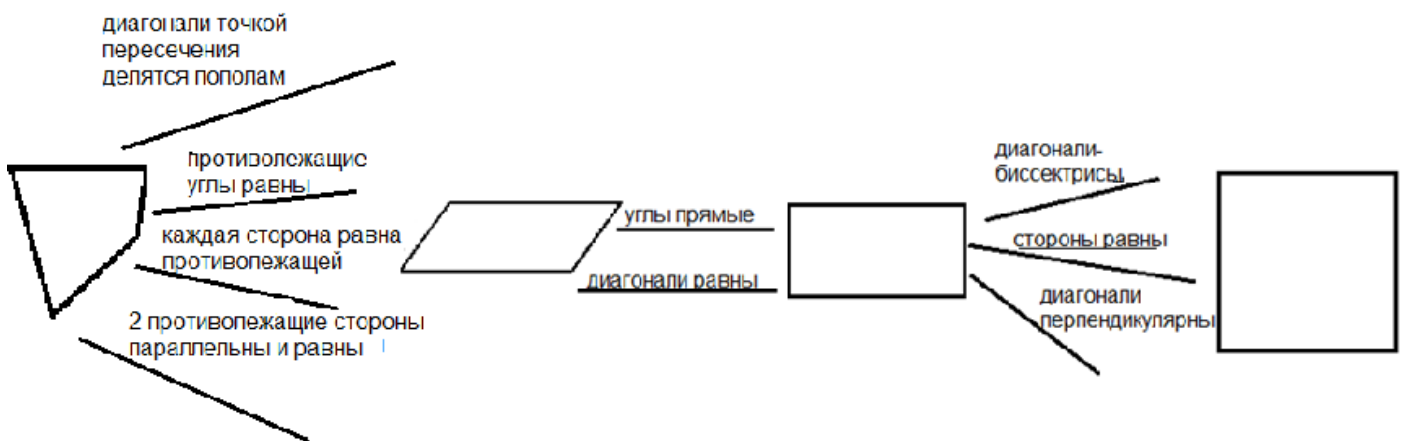 диагонали точкой
пересечения
делятся пополам
противолежащие
углы равны
каждая сторона равна
противолежащей
2 противолежащие стороны
параллельны и равны
углы прямые
диагонали равны
диагонали-
биссектрисы
стороны равны
диагонали
перпендикулярны